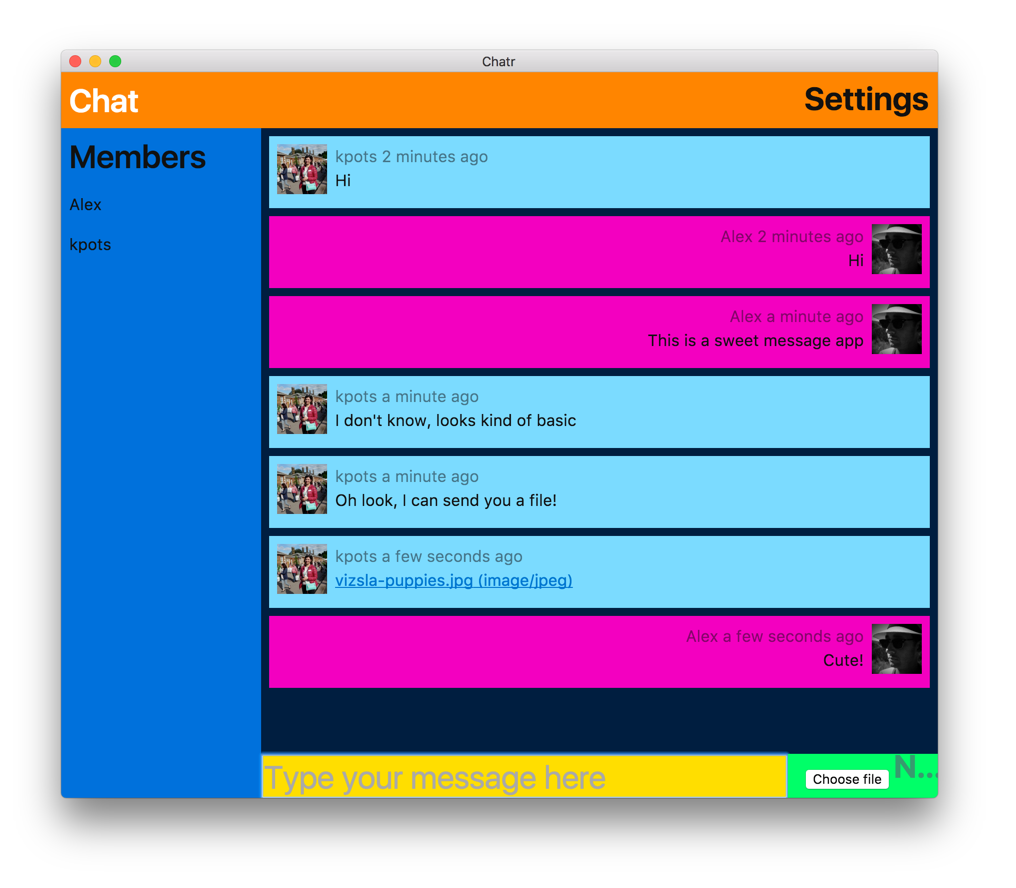 Chatr
Chat
Settings
Members
Alex
kpots
kpots 2 minutes ago
Hi
Alex 2 minutes ago
Hi
Alex a minute ago
This is a sweet message app
kpots a minute ago
I don't know, looks kind of basic
kpots a minute ago
Oh look, I can send you a file!
kpots a few seconds ago
vizsla-puppies.jpg (image/jpeg)
Alex a few seconds ago
Cute!
Type your message here
Choose file N...